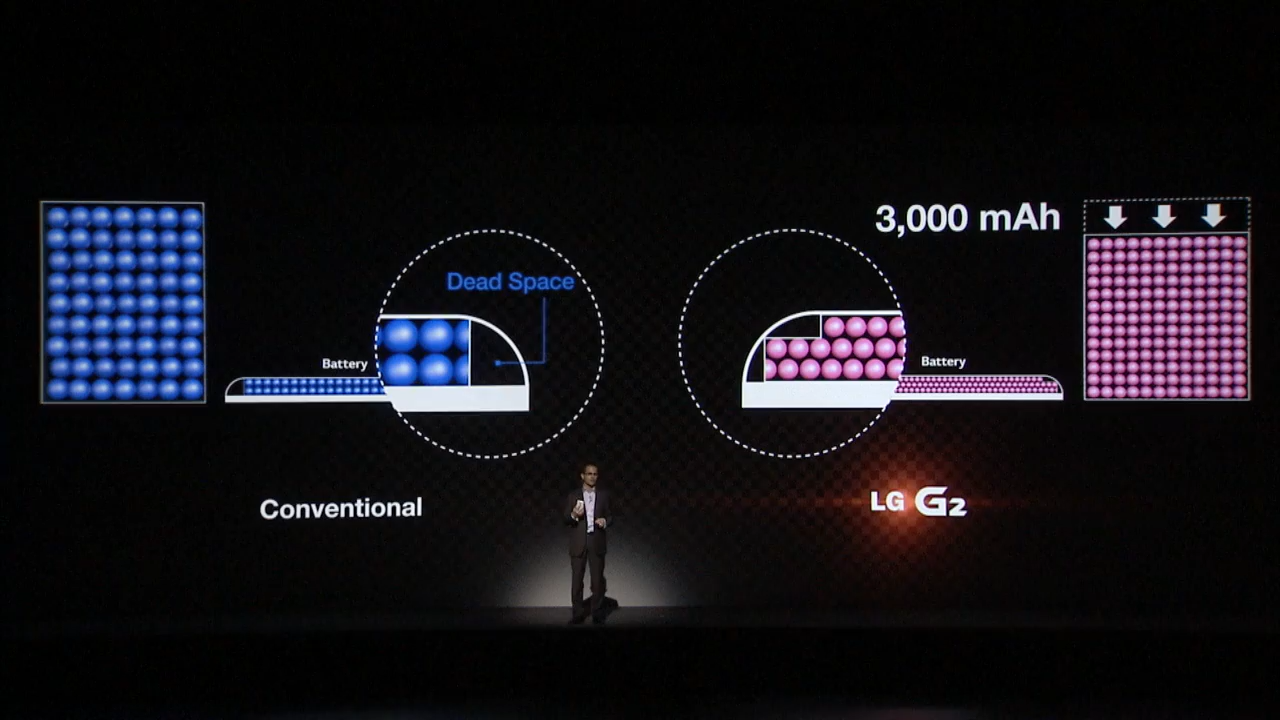 3,000 mAh
Dead Space
Battery
Battery
Conventional
LG G2